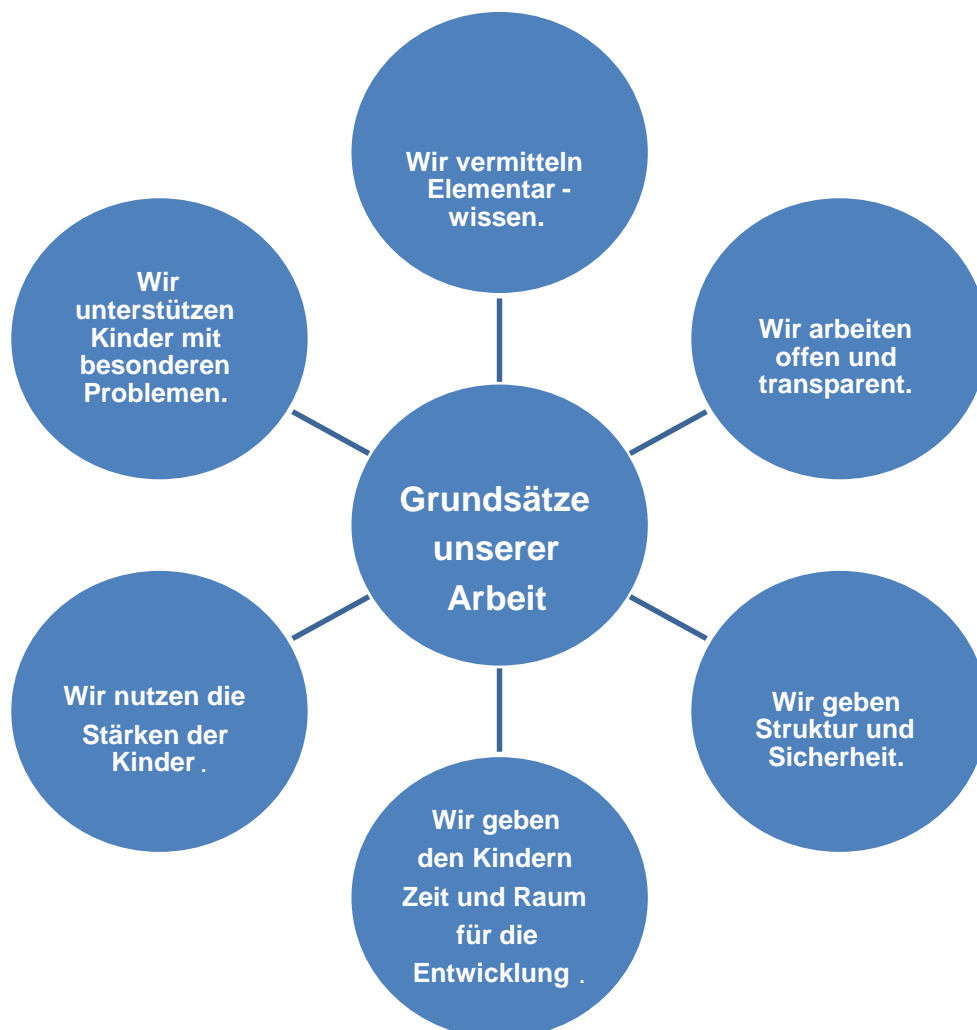 Wir vermitteln
Elementar -
wissen.
Wir
unterstützen
Kinder mit
besonderen
Problemen.
Wir arbeiten
offen und
transparent.
Grundsätze
unserer
Arbeit
Wir nutzen die
Stärken der
Kinder .
Wir geben
Struktur und
Sicherheit.
Wir geben
den Kindern
Zeit und Raum
für die
Entwicklung .